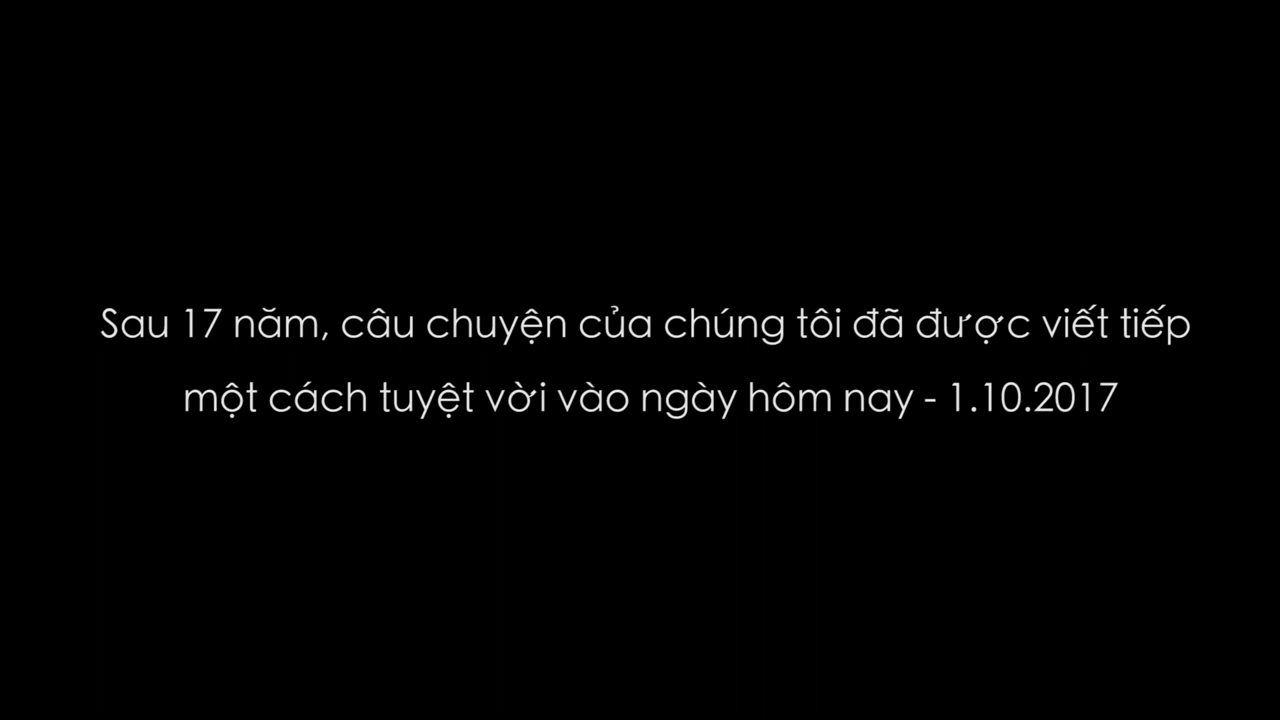 Sau 17 năm, câu chuyện của chúng tôi đã được viết tiếp
một cách tuyệt vời vào ngày hôm nay - 1.10.2017